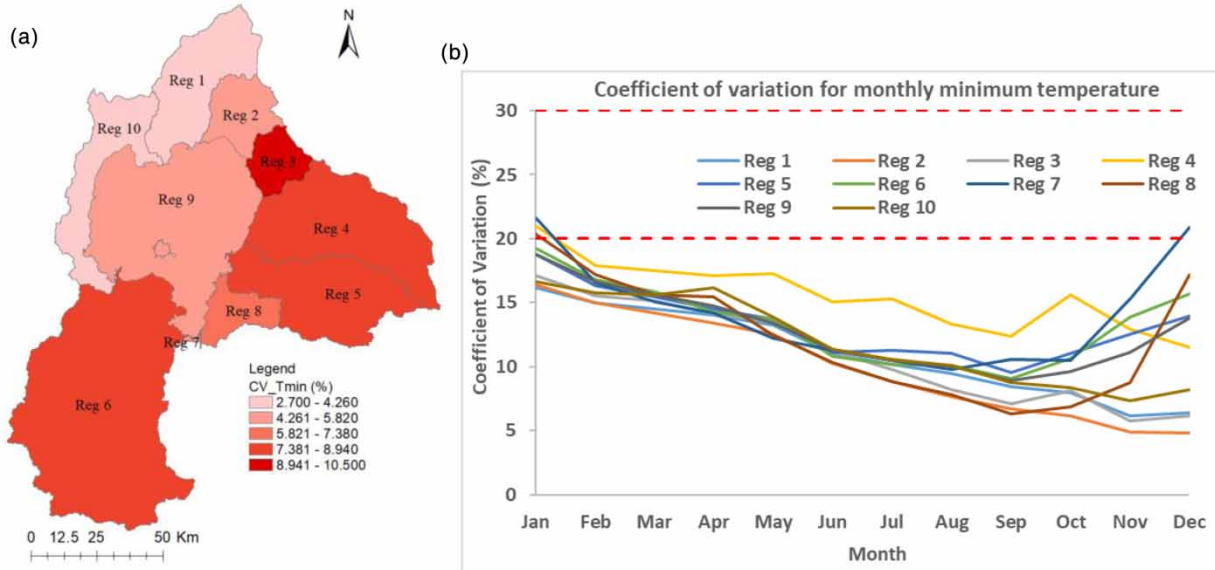 (a)
N
Reg 1
Reg 2
Reg 10
Reg 3
Reg 9
Reg 4
Reg 5
Reg 8
Reg 7
Reg 6
Legend
CV_Tmin (%)
2.700 - 4.260
4.261 - 5.820
5.821 - 7.380
7.381 - 8.940
8.941 - 10.500
0 12.5 25 50 Km
(b)
Coefficient of variation for monthly minimum temperature
Coefficient of Variation (%)
30
25
20
15
10
5
0
Reg 1 Reg 2 Reg 3 Reg 4
Reg 5 Reg 6 Reg 7 Reg 8
Reg 9 Reg 10
Jan Feb Mar Apr May Jun Jul Aug Sep Oct Nov Dec
Month